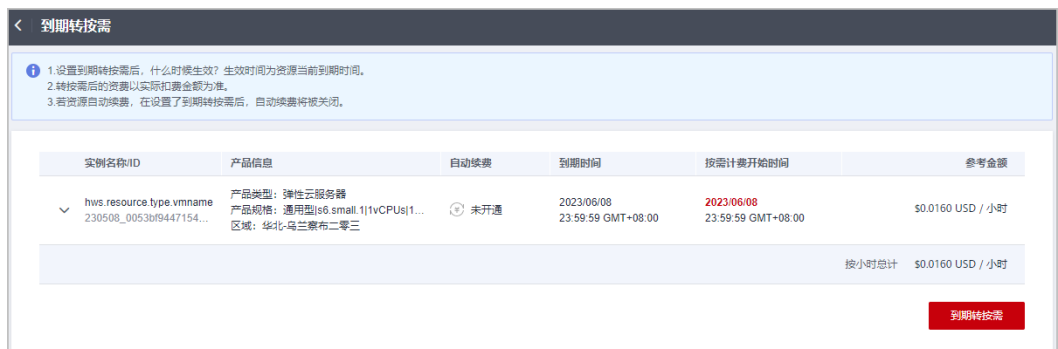 到期转按需
1.设置到期转按需后，什么时候生效？生效时间为资源当前到期时间。
2.转按需后的资费以实际扣费金额为准。
3.若资源自动续费，在设置了到期转按需后，自动续费将被关闭。
实例名称/ID 产品信息 自动续费 到期时间 按需计费开始时间 参考金额
hws.resource.type.vmname
230508_0053bf9447154...
产品类型：弹性云服务器
产品规格：通用型|s6.small.1|1vCPUs|1...
区域：华北-乌兰察布二零三
未开通
2023/06/08
23:59:59 GMT+08:00
2023/06/08
23:59:59 GMT+08:00
$0.0160 USD / 小时
按小时总计 $0.0160 USD / 小时
到期转按需